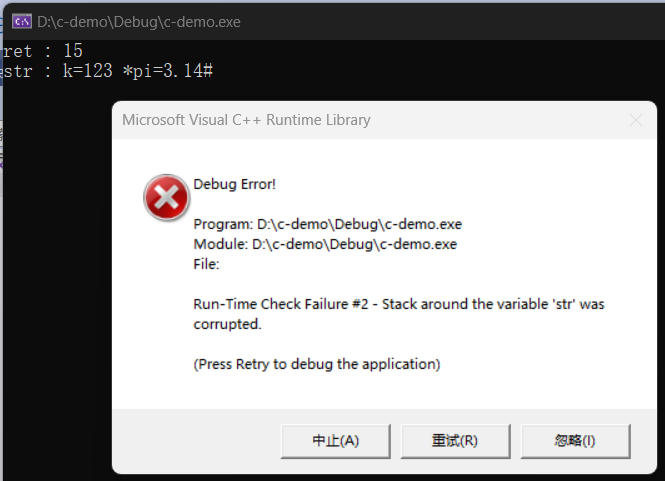 D:\c-demo\Debug\c-demo.exe
ret : 15
str : k=123 *pi=3.14#
Microsoft Visual C++ Runtime Library
Debug Error!
Program: D:\c-demo\Debug\c-demo.exe
Module: D:\c-demo\Debug\c-demo.exe
File:
Run-Time Check Failure #2 - Stack around the variable 'str' was
corrupted.
(Press Retry to debug the application)
中止(A) 重试(R) 忽略(I)